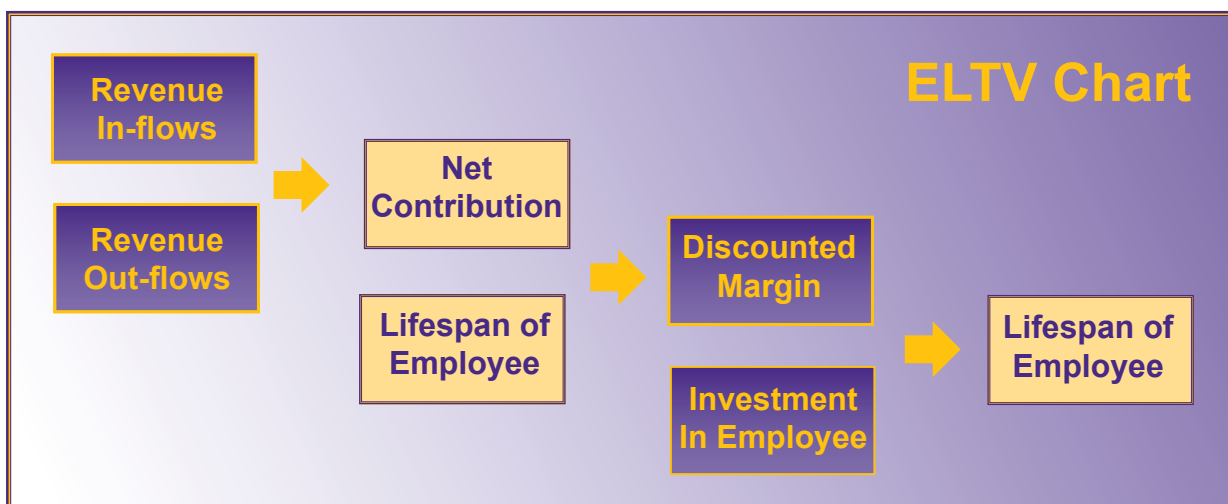 ELTV Chart
Revenue
In-flows
Revenue
Out-flows
Net
Contribution
Lifespan of
Employee
Discounted
Margin
Investment
In Employee
Lifespan of
Employee